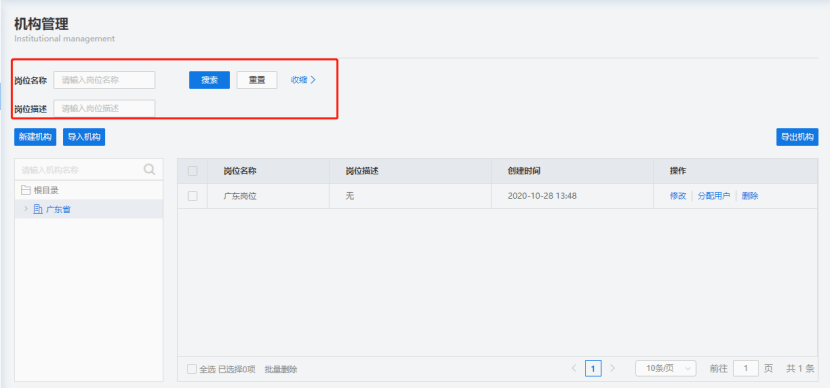 机构管理
Institutional management
岗位名称 请输入岗位名称 搜索 重置 收缩
岗位描述 请输入岗位描述
新建机构 导入机构 导出机构
请输入机构名称
根目录
广东省
岗位名称 岗位描述 创建时间 操作
广东岗位 无 2020-10-28 13:48 修改 分配用户 删除
全选 已选择0项 批量删除 1 10条/页 前往 1 页 共 1 条